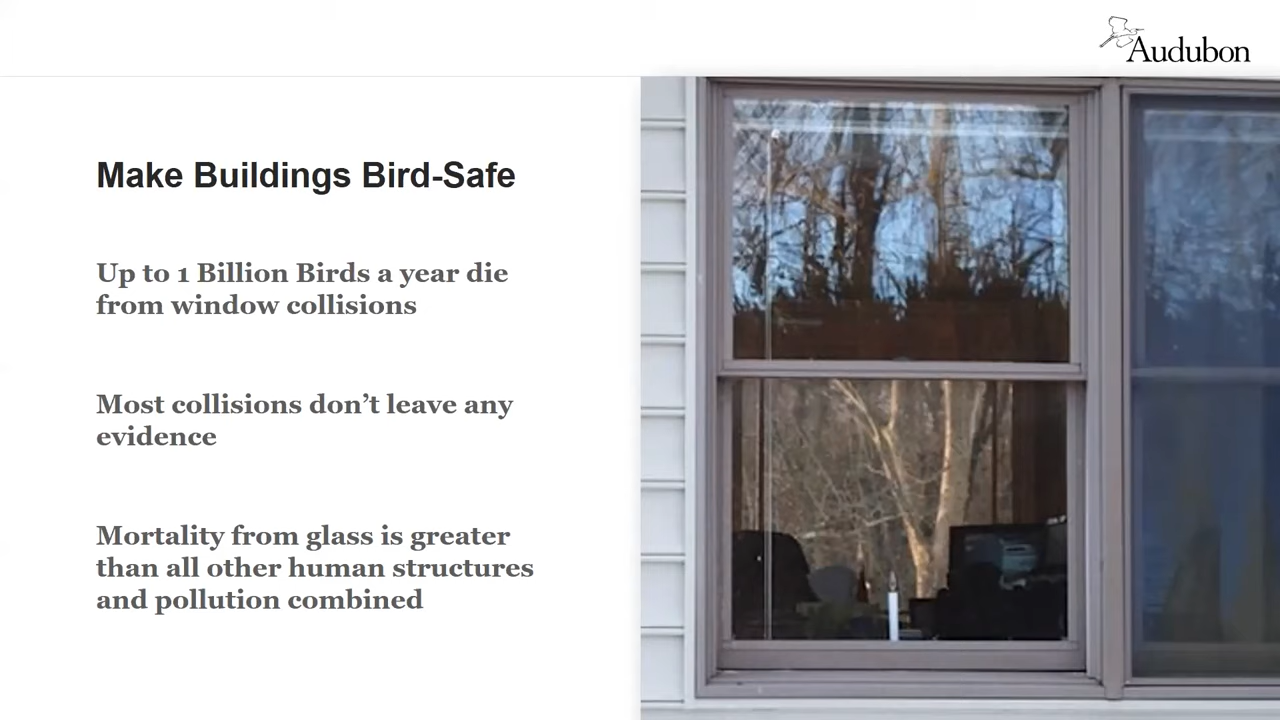 Audubon
Make Buildings Bird-Safe
Up to 1 Billion Birds a year die
from window collisions
Most collisions don’t leave any
evidence
Mortality from glass is greater
than all other human structures
and pollution combined